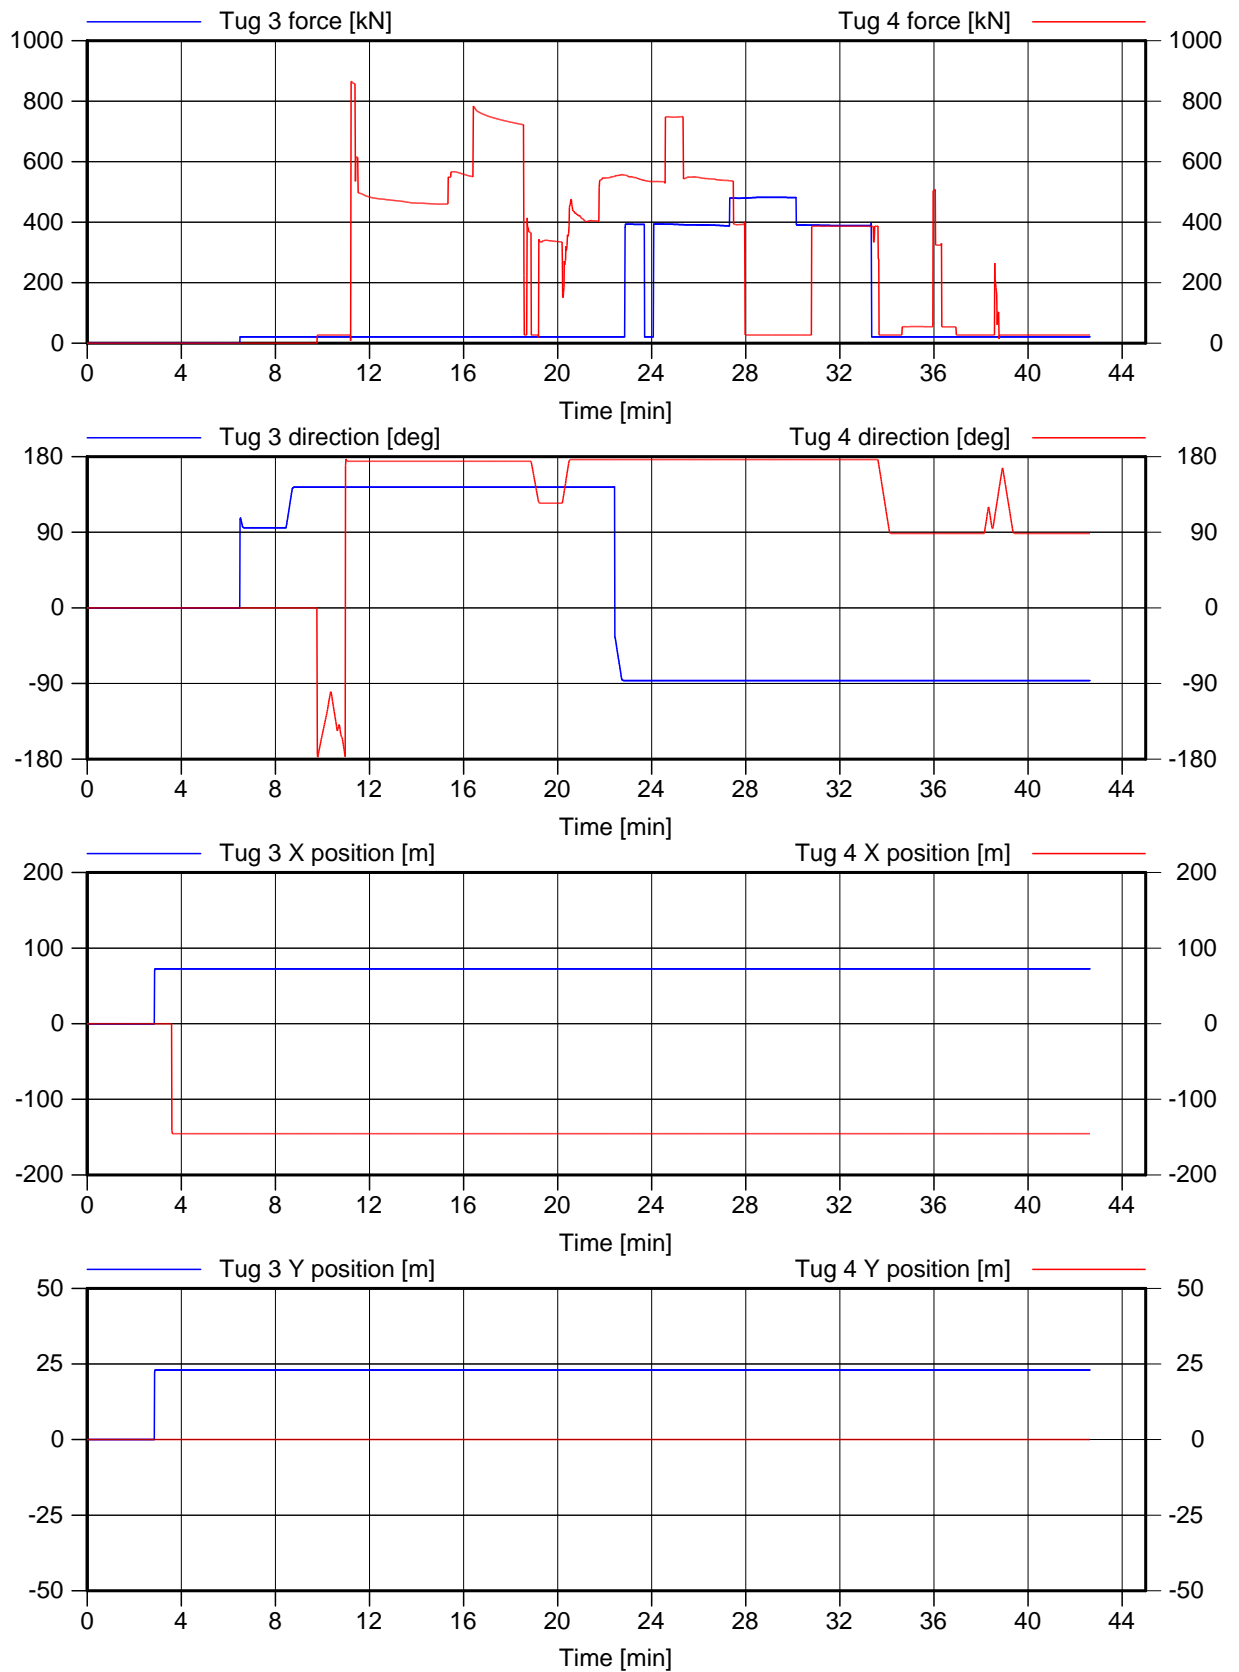 Tug 3 force [kN] Tug 4 force [kN]
1000 1000
800 800
600 600
400 400
200 200
0 0
0 4 8 12 16 20 24 28 32 36 40 44
Time [min]
Tug 3 direction [deg] Tug 4 direction [deg]
180 180
90 90
0 0
-90 -90
-180 -180
0 4 8 12 16 20 24 28 32 36 40 44
Time [min]
Tug 3 X position [m] Tug 4 X position [m]
200 200
100 100
0 0
-100 -100
-200 -200
0 4 8 12 16 20 24 28 32 36 40 44
Time [min]
Tug 3 Y position [m] Tug 4 Y position [m]
50 50
25 25
0 0
-25 -25
-50 -50
0 4 8 12 16 20 24 28 32 36 40 44
Time [min]